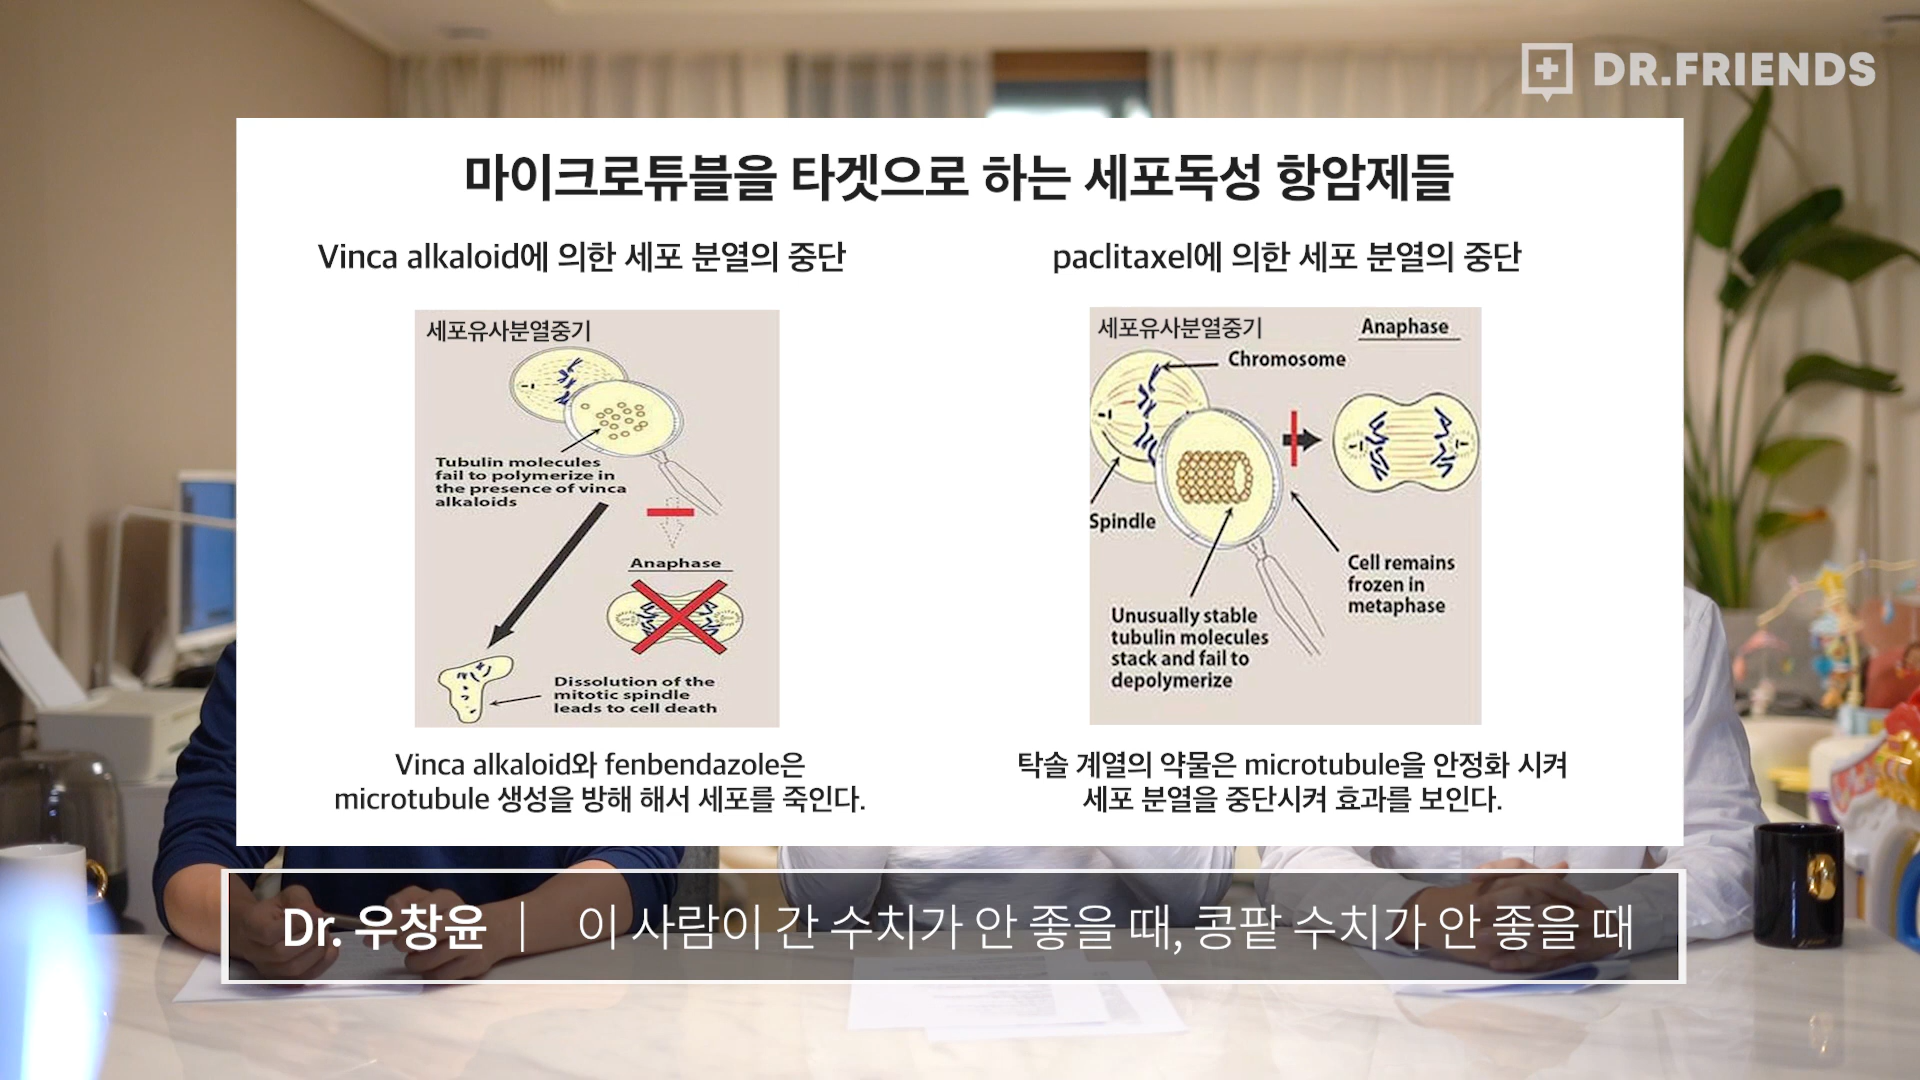 DR.FRIENDS
마이크로튜블을 타겟으로 하는 세포독성 항암제들
Vinca alkaloid에 의한 세포 분열의 중단
세포유사분열중기
Tubulin molecules
fail to polymerize in
the presence of vinca
alkaloids
Anaphase
Dissolution of the
mitotic spindle
leads to cell death
Vinca alkaloid와 fenbendazole은
microtubule 생성을 방해 해서 세포를 죽인다.
paclitaxel에 의한 세포 분열의 중단
세포유사분열중기
Anaphase
Chromosome
Spindle
Cell remains
frozen in
metaphase
Unusually stable
tubulin molecules
stack and fail to
depolymerize
탁솔 계열의 약물은 microtubule을 안정화 시켜
세포 분열을 중단시켜 효과를 보인다.
Dr. 우창윤 | 이 사람이 간 수치가 안 좋을 때, 콩팥 수치가 안 좋을 때